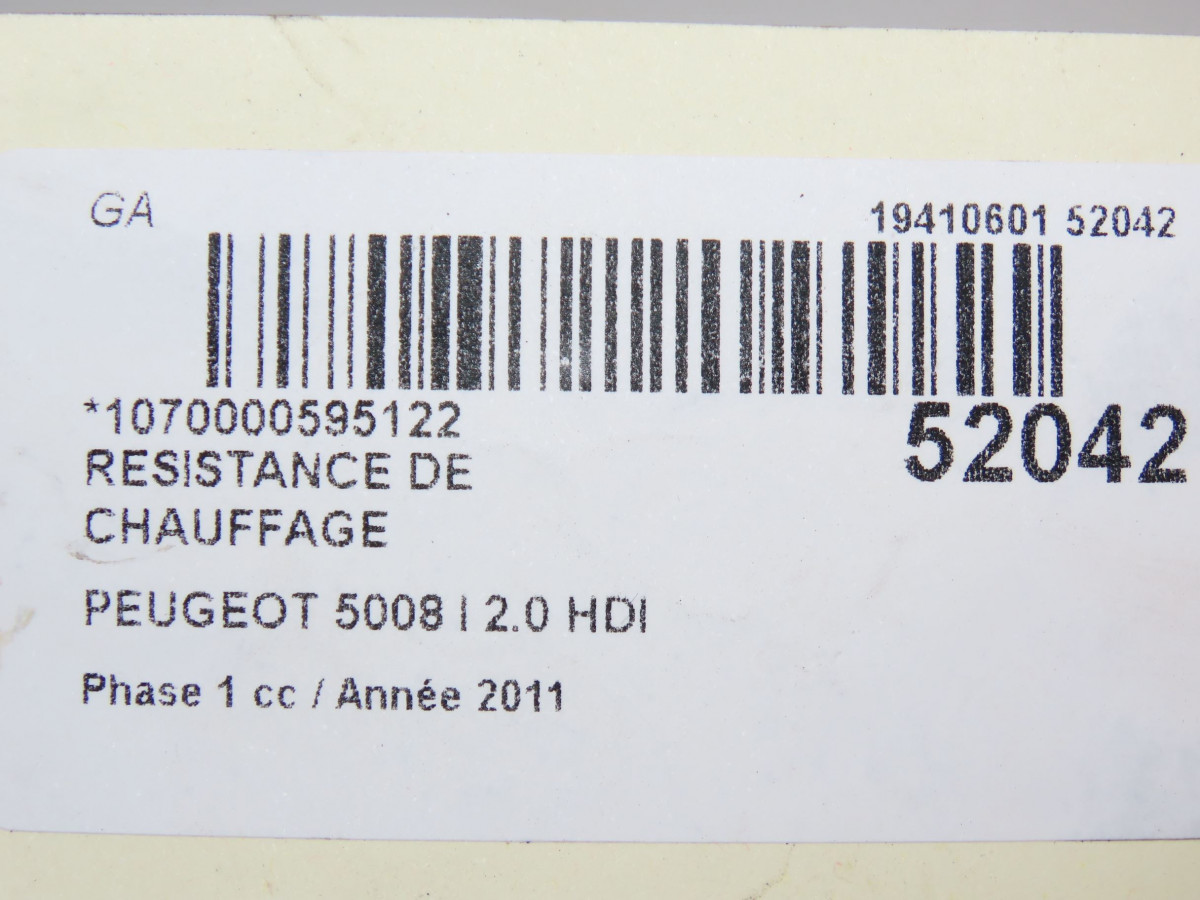 GA
19410601 52042
*1070000595122
52042
RESISTANCE DE
CHAUFFAGE
PEUGEOT 5008 I 2.0 HDI
Phase 1 cc / Année 2011